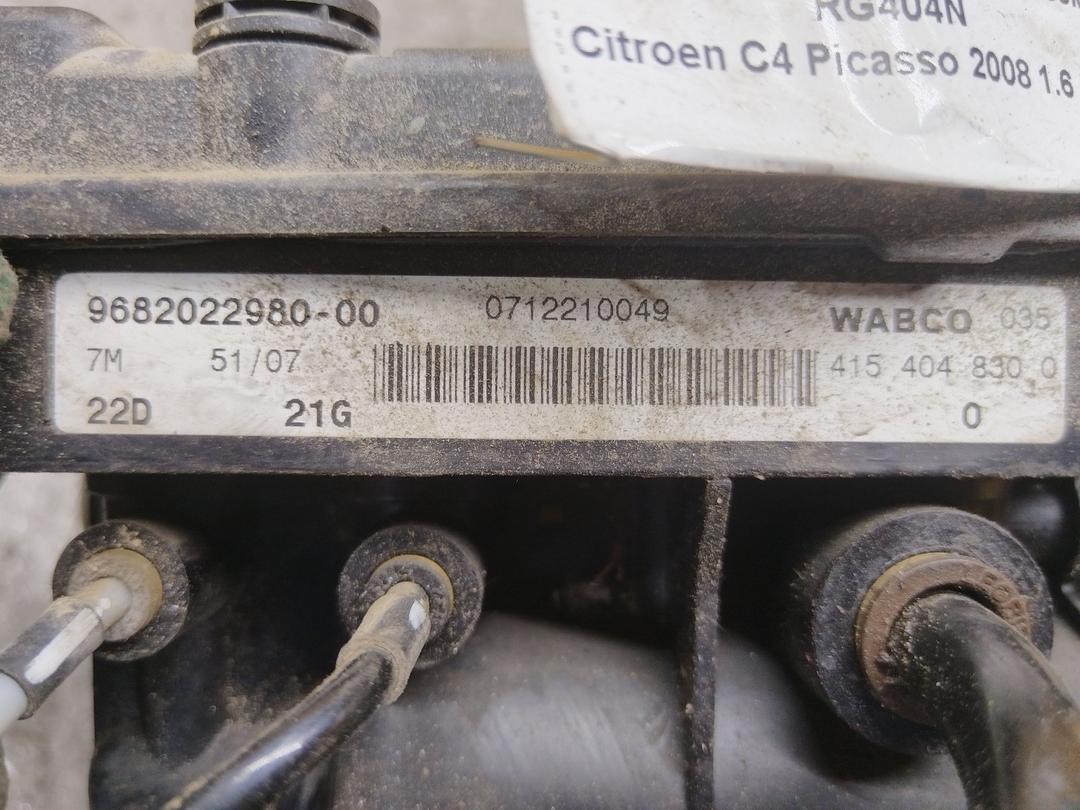 RG404N
Citroen C4 Picasso 2008 1.6
9682022980-00 0712210049 WABCO 035
7M 51/07 415 404 830 0
22D 21G 0